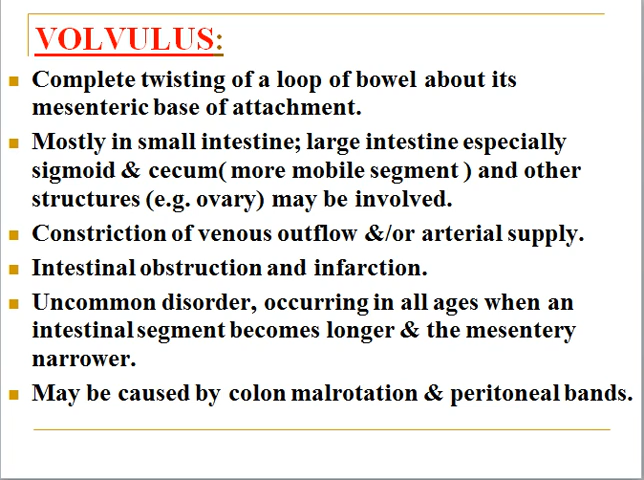 VOLVULUS:
Complete twisting of a loop of bowel about its
mesenteric base of attachment.
Mostly in small intestine; large intestine especially
sigmoid & cecum( more mobile segment ) and other
structures (e.g. ovary) may be involved.
Constriction of venous outflow &/or arterial supply.
Intestinal obstruction and infarction.
Uncommon disorder, occurring in all ages when an
intestinal segment becomes longer & the mesentery
narrower.
May be caused by colon malrotation & peritoneal bands.